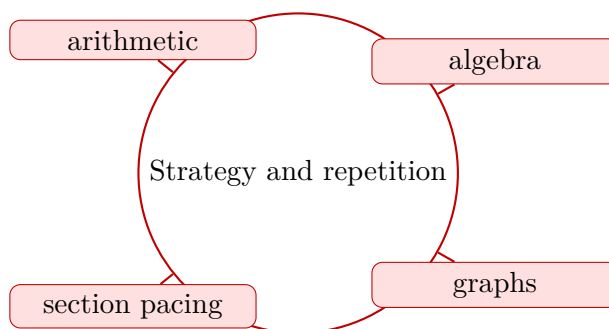 arithmetic
algebra
Strategy and repetition
section pacing
graphs